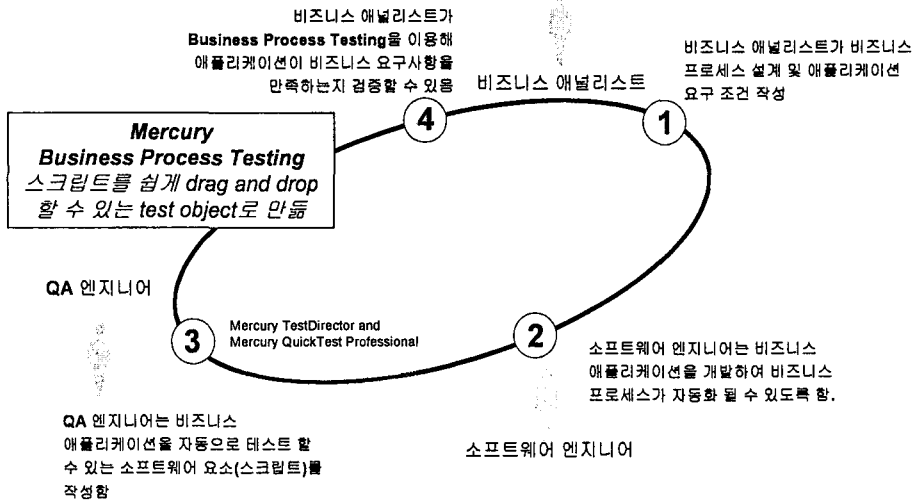 비즈니스 애널리스트가
Business Process Testing을 이용해
애플리케이션이 비즈니스 요구사항을
만족하는지 검증할 수 있음
비즈니스 애널리스트
비즈니스 애널리스트가 비즈니스
프로세스 설계 및 애플리케이션
요구 조건 작성
4
1
Mercury
Business Process Testing
스크립트를 쉽게 drag and drop
할 수 있는 test object로 만듦
QA 엔지니어
3
Mercury TestDirector and
Mercury QuickTest Professional
2
소프트웨어 엔지니어는 비즈니스
애플리케이션을 개발하여 비즈니스
프로세스가 자동화 될 수 있도록 함.
소프트웨어 엔지니어
QA 엔지니어는 비즈니스
애플리케이션을 자동으로 테스트 할
수 있는 소프트웨어 요소(스크립트)를
작성함